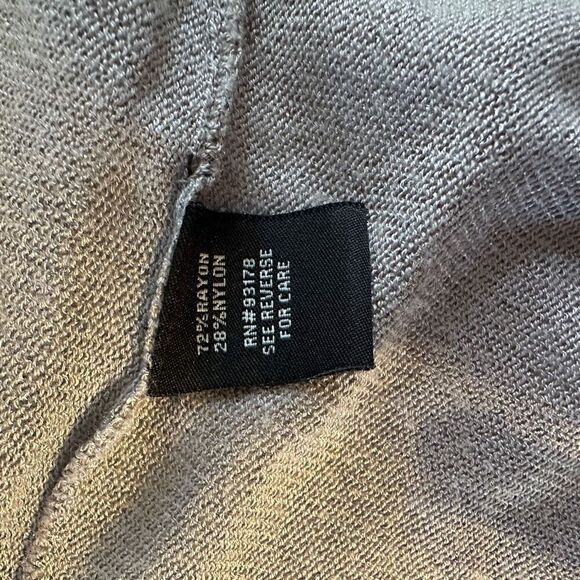 72%RAYON
28%NYLON
RN#93178
SEE REVERSE
FOR CARE